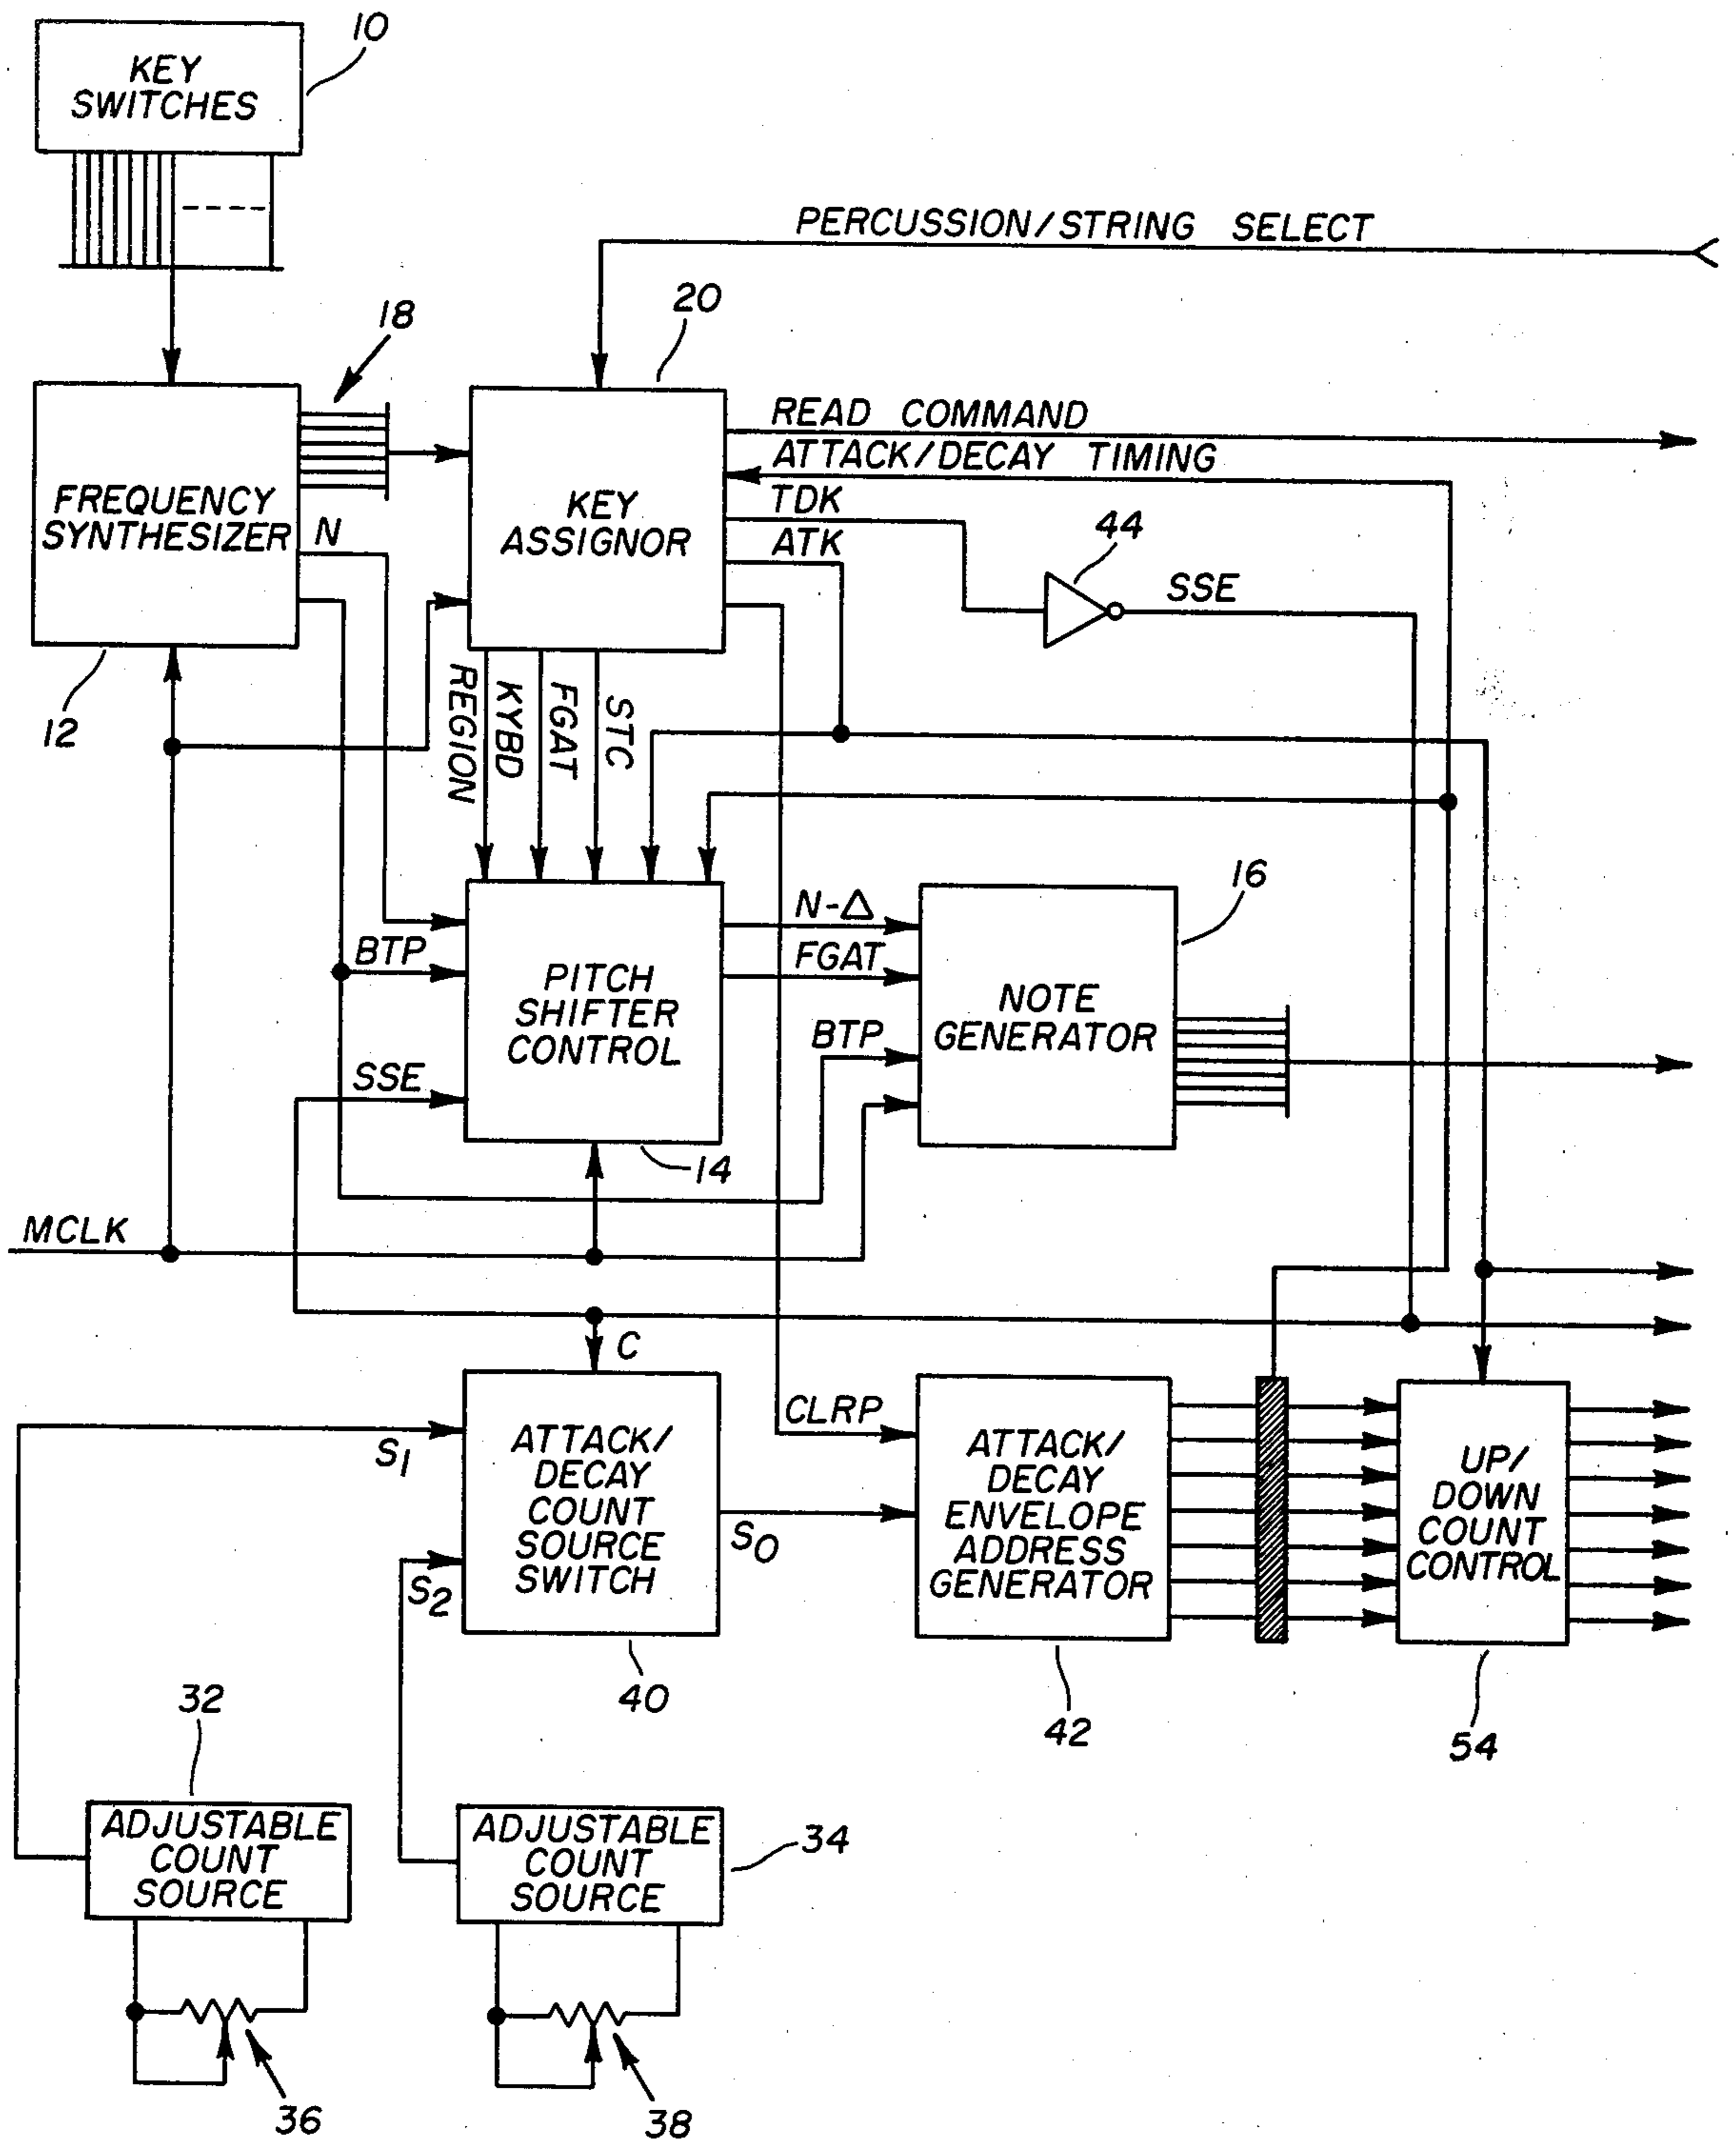 10
KEY
SWITCHES
PERCUSSION/STRING SELECT
18
20
READ COMMAND
ATTACK/DECAY TIMING
TDK
ATK
44
SSE
FREQUENCY
SYNTHESIZER
N
KEY
ASSIGNOR
12
REGION
KYBD
FGAT
STC
16
N-Δ
FGAT
BTP
BTP
SSE
PITCH
SHIFTER
CONTROL
NOTE
GENERATOR
14
MCLK
C
CLRP
S1
S2
S0
ATTACK/
DECAY
COUNT
SOURCE
SWITCH
ATTACK/
DECAY
ENVELOPE
ADDRESS
GENERATOR
UP/
DOWN
COUNT
CONTROL
40
42
54
32
ADJUSTABLE
COUNT
SOURCE
34
ADJUSTABLE
COUNT
SOURCE
36
38